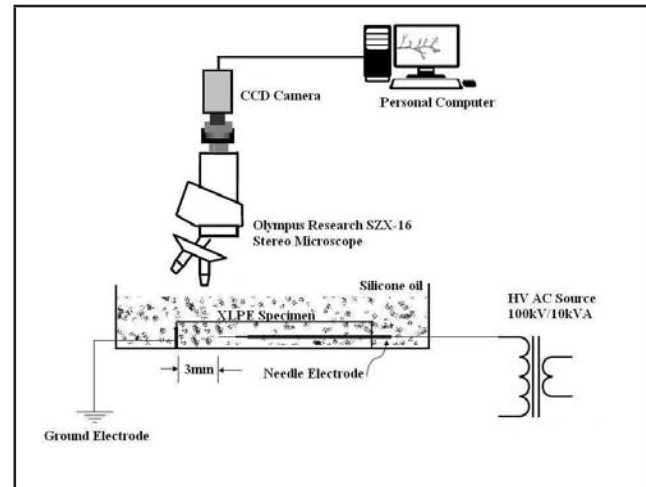 CCD Camera
Personal Computer
Olympus Research SZX-16
Stereo Microscope
Silicone oil
XLPE Specimen
HV AC Source
100kV/10kVA
3mm
Needle Electrode
Ground Electrode